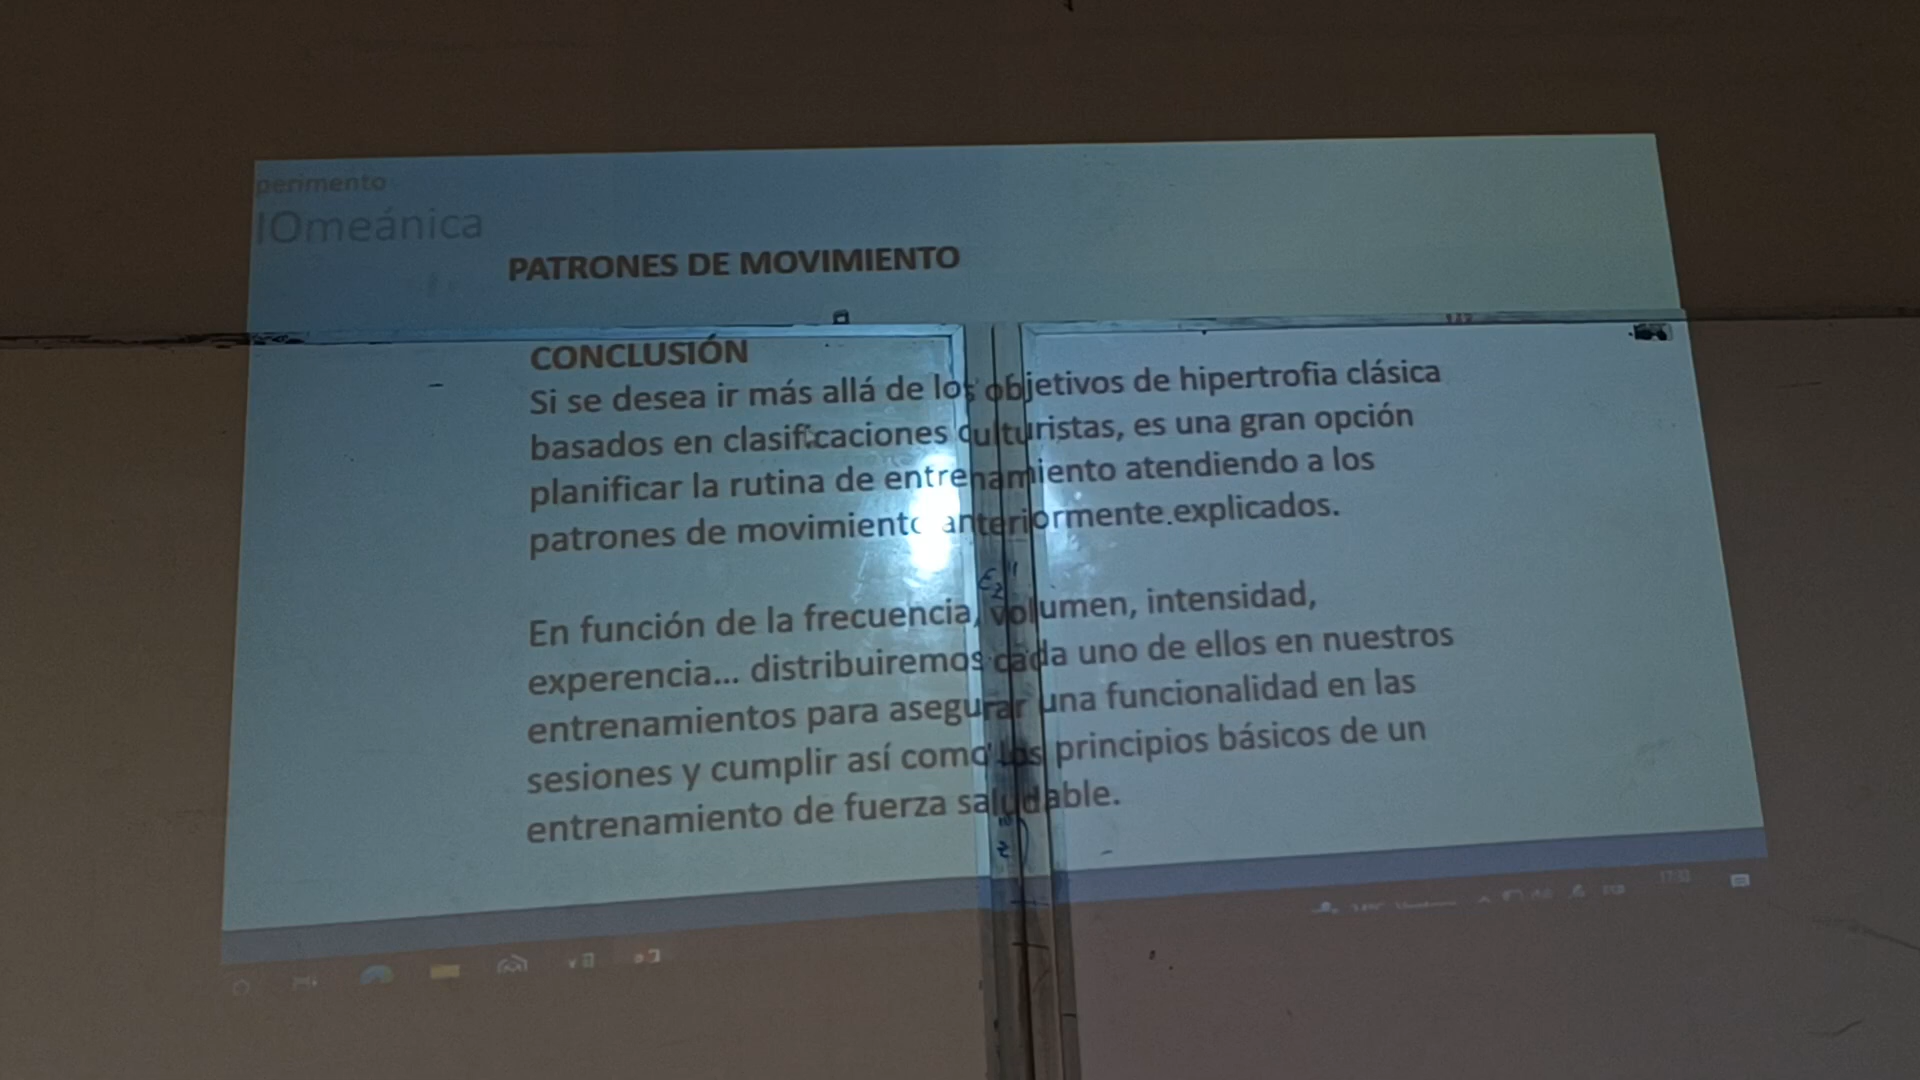 perimento
IOmeánica
PATRONES DE MOVIMIENTO
CONCLUSIÓN
Si se desea ir más allá de los objetivos de hipertrofia clásica
basados en clasificaciones culturistas, es una gran opción
planificar la rutina de entrenamiento atendiendo a los
patrones de movimiento anteriormente explicados.
En función de la frecuencia, volumen, intensidad,
experencia... distribuiremos cada uno de ellos en nuestros
entrenamientos para asegurar una funcionalidad en las
sesiones y cumplir así como los principios básicos de un
entrenamiento de fuerza saludable.